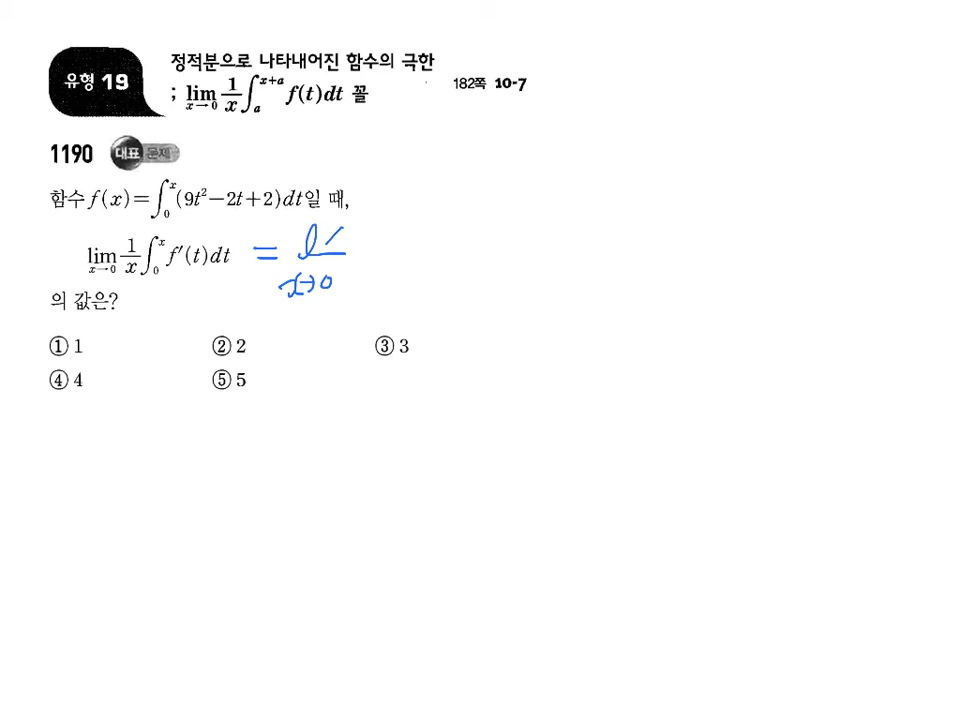 유형 19
정적분으로 나타내어진 함수의 극한
; lim_{x→0} 1/x ∫_a^{x+a} f(t)dt 꼴
182쪽 10-7
1190 대표 문제
함수 f(x)=∫_0^x (9t²-2t+2)dt일 때,
lim_{x→0} 1/x ∫_0^x f'(t)dt =
x→0
의 값은?
① 1 ② 2 ③ 3
④ 4 ⑤ 5